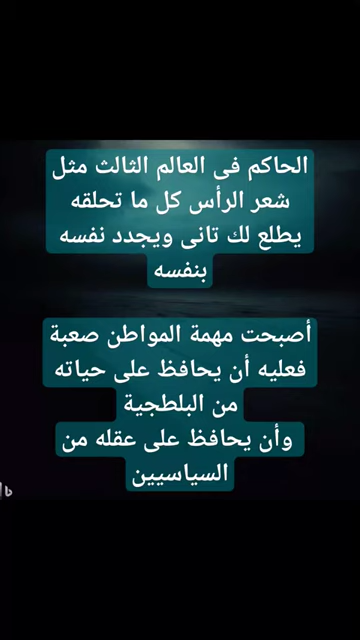 الحاكم فى العالم الثالث مثل
شعر الرأس كل ما تحلقه
يطلع لك تانى ويجدد نفسه
بنفسه
أصبحت مهمة المواطن صعبة
فعليه أن يحافظ على حياته
من البلطجية
وأن يحافظ على عقله من
السياسيين